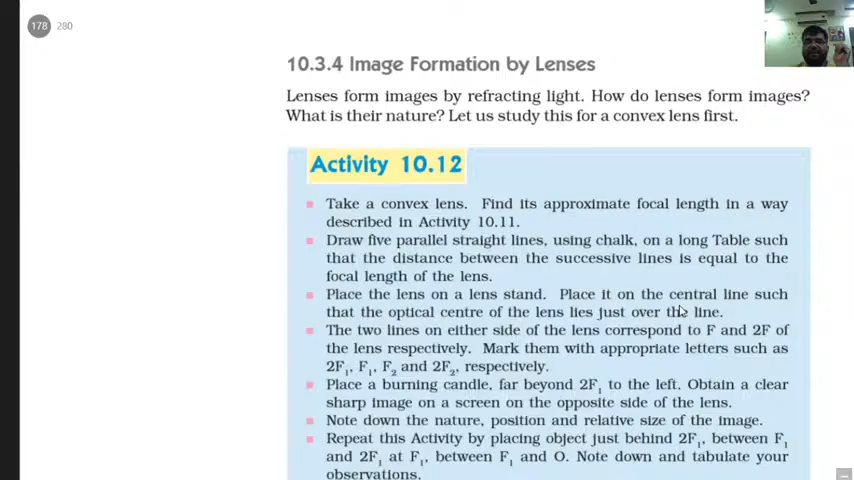 178 280
10.3.4 Image Formation by Lenses
Lenses form images by refracting light. How do lenses form images?
What is their nature? Let us study this for a convex lens first.
Activity 10.12
Take a convex lens. Find its approximate focal length in a way
described in Activity 10.11.
Draw five parallel straight lines, using chalk, on a long Table such
that the distance between the successive lines is equal to the
focal length of the lens.
Place the lens on a lens stand. Place it on the central line such
that the optical centre of the lens lies just over the line.
The two lines on either side of the lens correspond to F and 2F of
the lens respectively. Mark them with appropriate letters such as
2F₁, F₁, F₂ and 2F₂, respectively.
Place a burning candle, far beyond 2F₁ to the left. Obtain a clear
sharp image on a screen on the opposite side of the lens.
Note down the nature, position and relative size of the image.
Repeat this Activity by placing object just behind 2F₁, between F₁
and 2F₁ at F₁, between F₁ and O. Note down and tabulate your
observations.